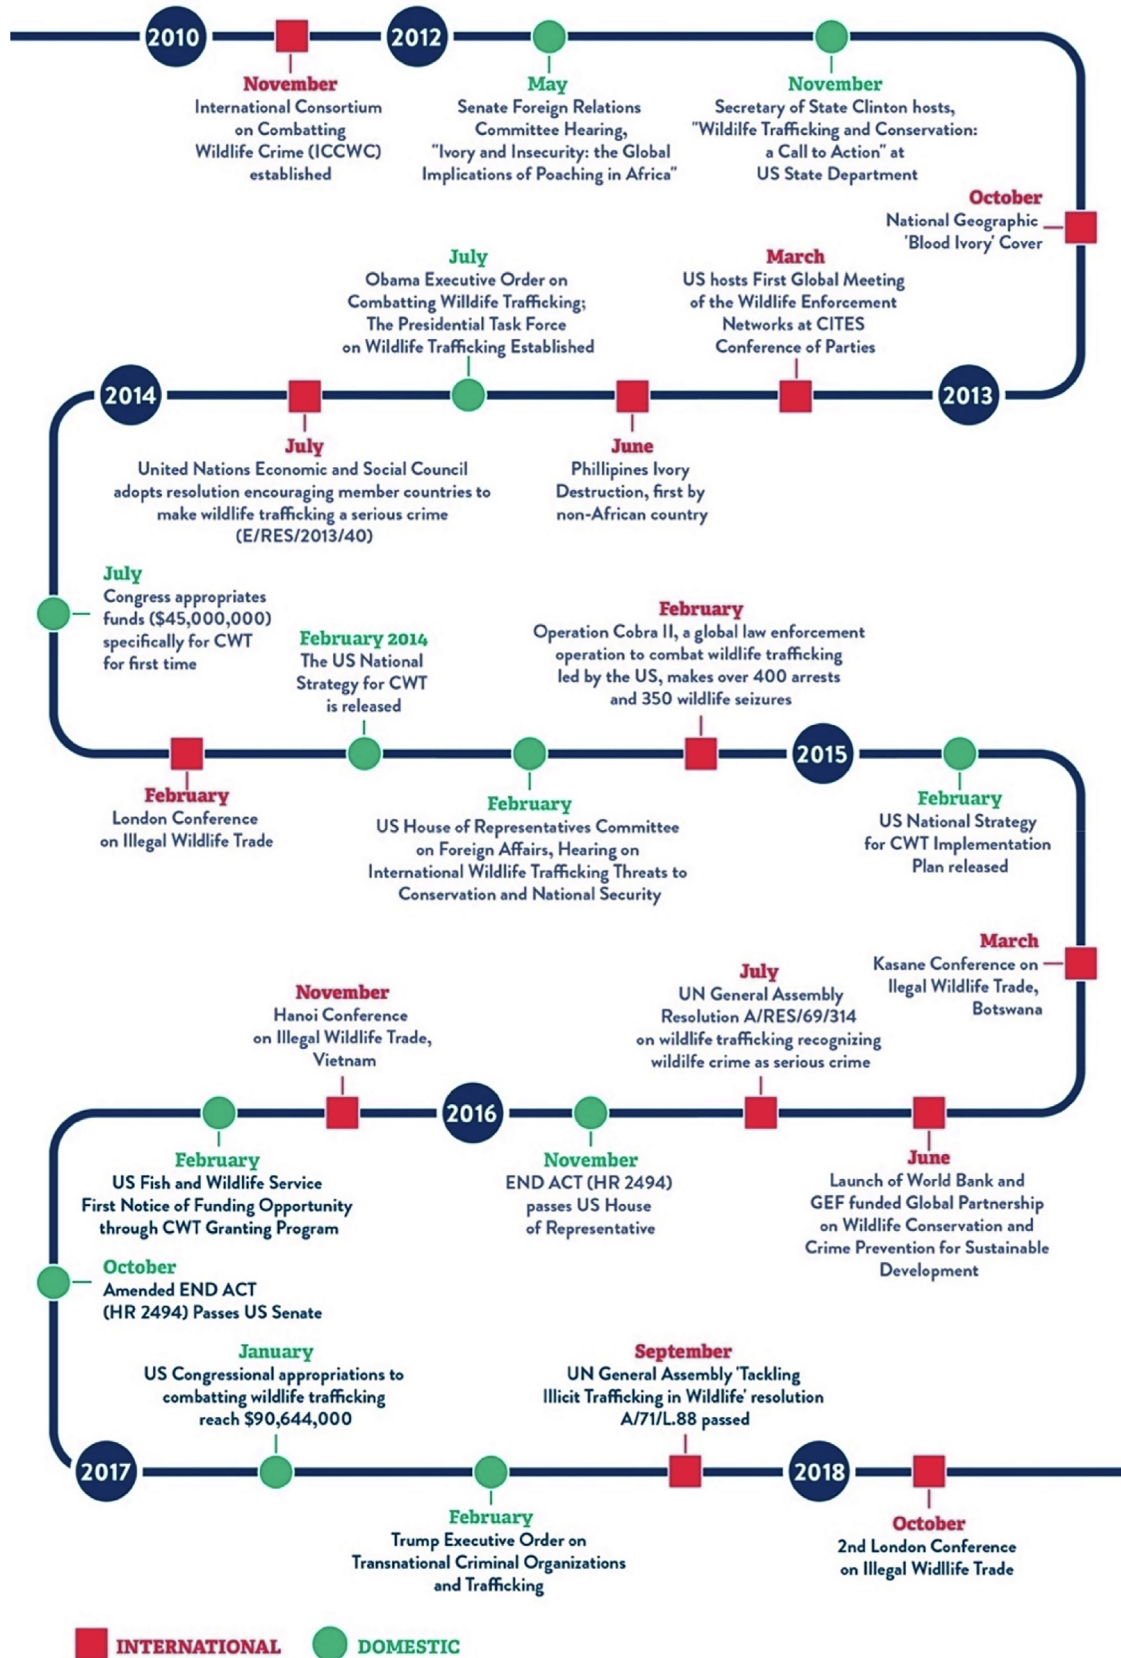 2010
November
International Consortium
on Combatting
Wildlife Crime (ICCWC)
established
2012
May
Senate Foreign Relations
Committee Hearing,
"Ivory and Insecurity: the Global
Implications of Poaching in Africa"
November
Secretary of State Clinton hosts,
"Wildilfe Trafficking and Conservation:
a Call to Action" at
US State Department
October
National Geographic
'Blood Ivory' Cover
2013
March
US hosts First Global Meeting
of the Wildlife Enforcement
Networks at CITES
Conference of Parties
June
Phillipines Ivory
Destruction, first by
non-African country
July
Obama Executive Order on
Combatting Willdife Trafficking;
The Presidential Task Force
on Wildlife Trafficking Established
July
United Nations Economic and Social Council
adopts resolution encouraging member countries to
make wildlife trafficking a serious crime
(E/RES/2013/40)
2014
July
Congress appropriates
funds ($45,000,000)
specifically for CWT
for first time
February
London Conference
on Illegal Wildlife Trade
February 2014
The US National
Strategy for CWT
is released
February
US House of Representatives Committee
on Foreign Affairs, Hearing on
International Wildlife Trafficking Threats to
Conservation and National Security
February
Operation Cobra II, a global law enforcement
operation to combat wildlife trafficking
led by the US, makes over 400 arrests
and 350 wildlife seizures
2015
February
US National Strategy
for CWT Implementation
Plan released
March
Kasane Conference on
Ilegal Wildlife Trade,
Botswana
June
Launch of World Bank and
GEF funded Global Partnership
on Wildlife Conservation and
Crime Prevention for Sustainable
Development
July
UN General Assembly
Resolution A/RES/69/314
on wildlife trafficking recognizing
wildilfe crime as serious crime
November
END ACT (HR 2494)
passes US House
of Representative
2016
November
Hanoi Conference
on Illegal Wildlife Trade,
Vietnam
February
US Fish and Wildlife Service
First Notice of Funding Opportunity
through CWT Granting Program
October
Amended END ACT
(HR 2494) Passes US Senate
2017
January
US Congressional appropriations to
combatting wildlife trafficking
reach $90,644,000
February
Trump Executive Order on
Transnational Criminal Organizations
and Trafficking
September
UN General Assembly 'Tackling
Illicit Trafficking in Wildlife' resolution
A/71/L.88 passed
2018
October
2nd London Conference
on Illegal Widllife Trade
INTERNATIONAL
DOMESTIC